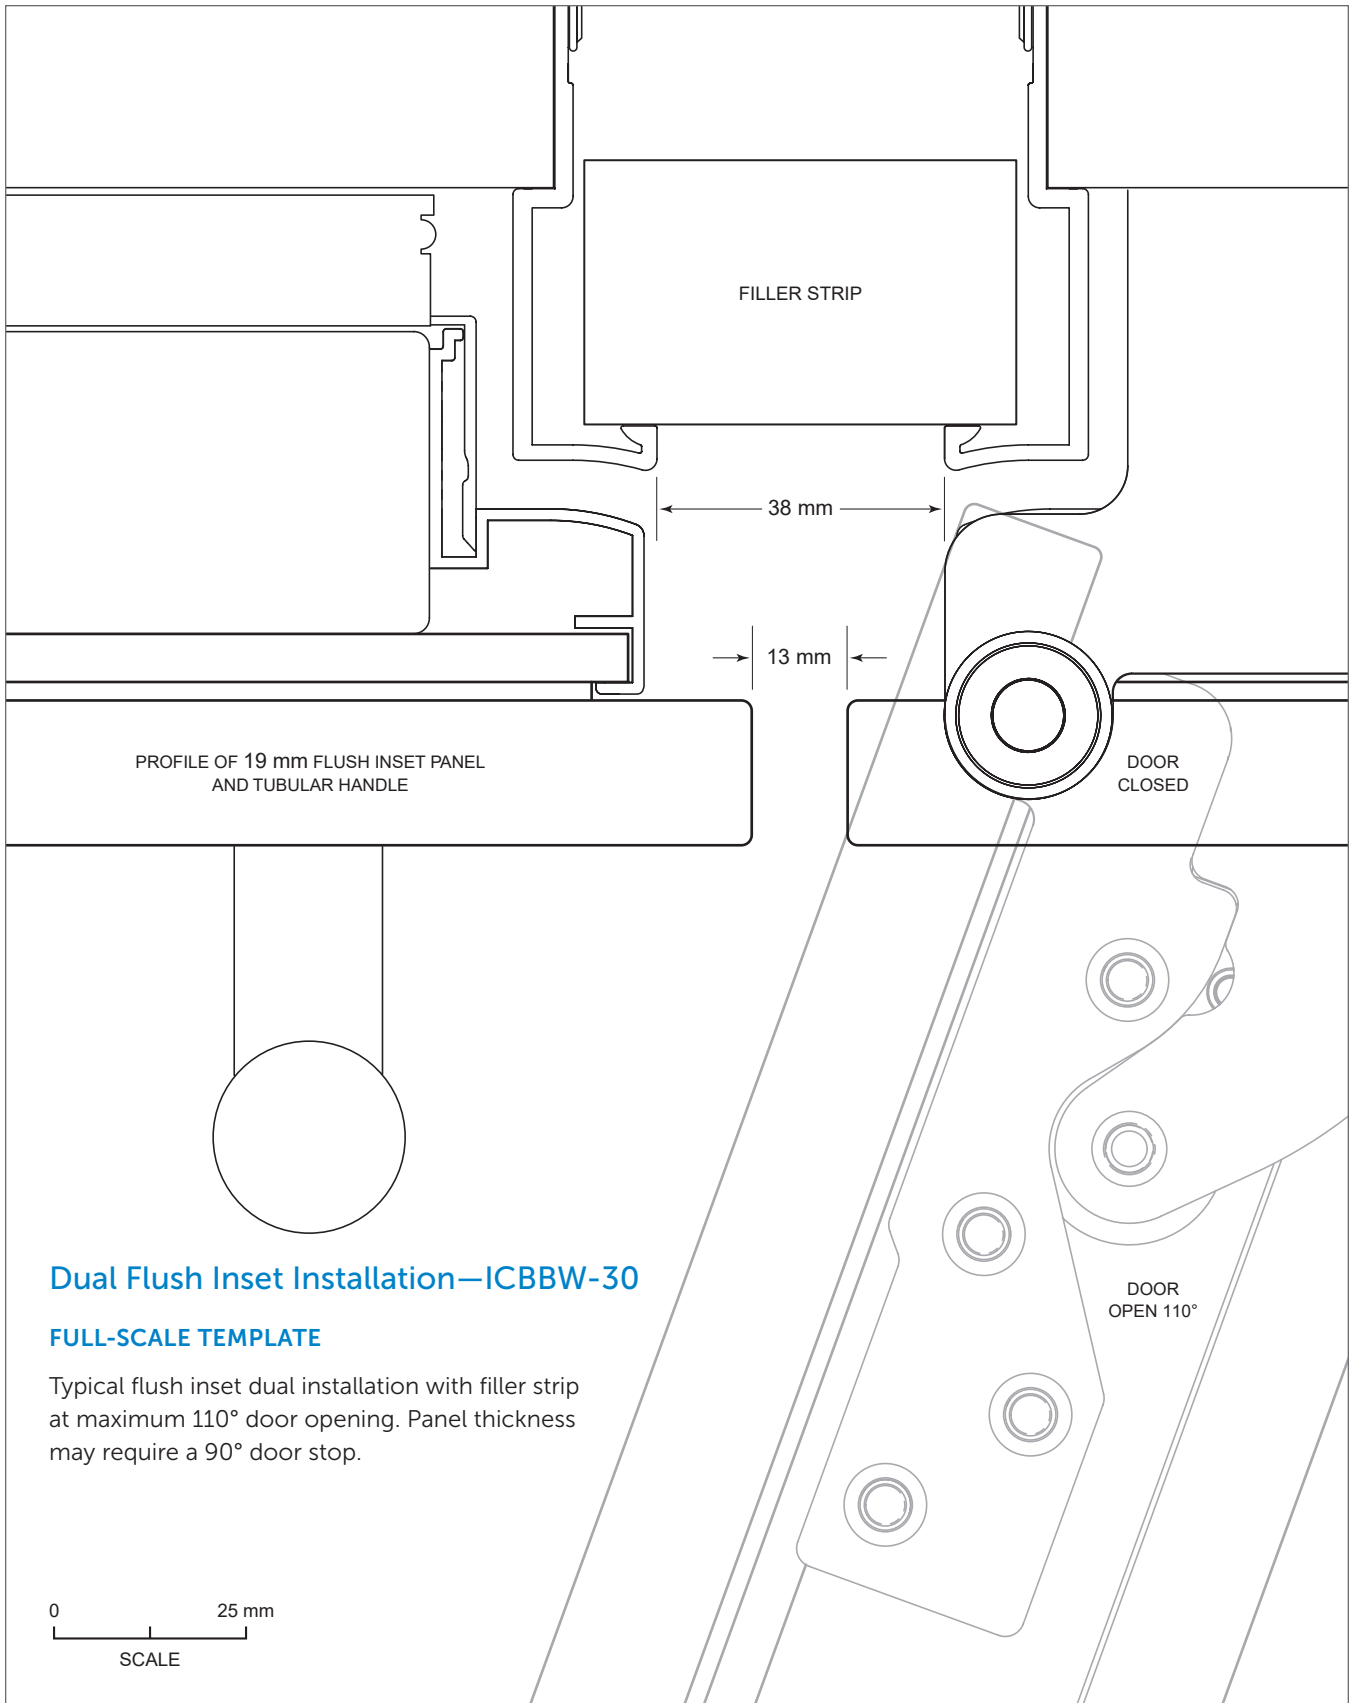 FILLER STRIP
38 mm
13 mm
PROFILE OF 19 mm FLUSH INSET PANEL
AND TUBULAR HANDLE
DOOR
CLOSED
Dual Flush Inset Installation—ICBBW-30
FULL-SCALE TEMPLATE
DOOR
OPEN 110°
Typical flush inset dual installation with filler strip
at maximum 110° door opening. Panel thickness
may require a 90° door stop.
0 25 mm
SCALE